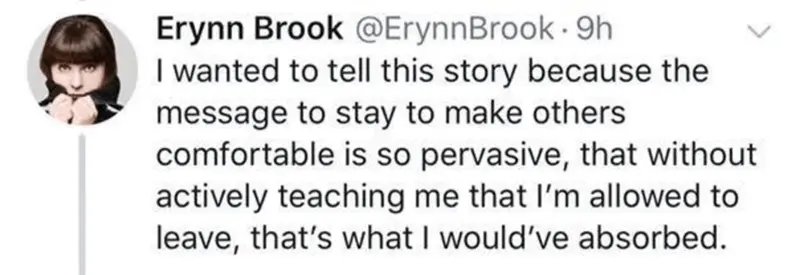 Erynn Brook @ErynnBrook · 9h
I wanted to tell this story because the
message to stay to make others
comfortable is so pervasive, that without
actively teaching me that I’m allowed to
leave, that’s what I would’ve absorbed.